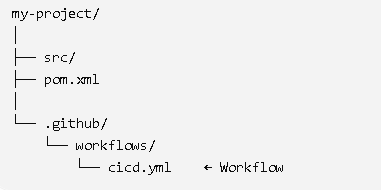 my-project/
│
├── src/
├── pom.xml
│
└── .github/
    └── workflows/
        └── cicd.yml    ← Workflow